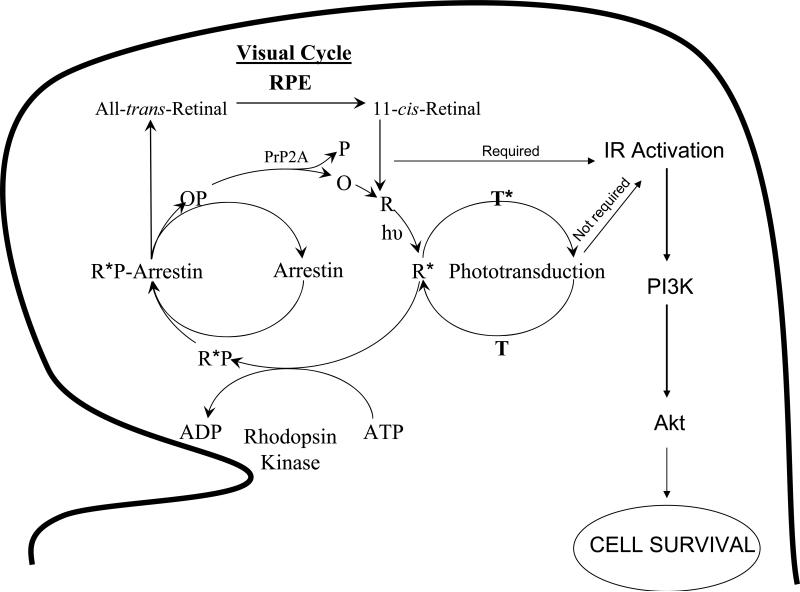 Visual Cycle
RPE
All-trans-Retinal
11-cis-Retinal
PrP2A
P
O
OP
R
hυ
Required
IR Activation
T*
Not required
R*P-Arrestin
Arrestin
R*
Phototransduction
PI3K
T
R*P
ADP
Rhodopsin
Kinase
ATP
Akt
CELL SURVIVAL